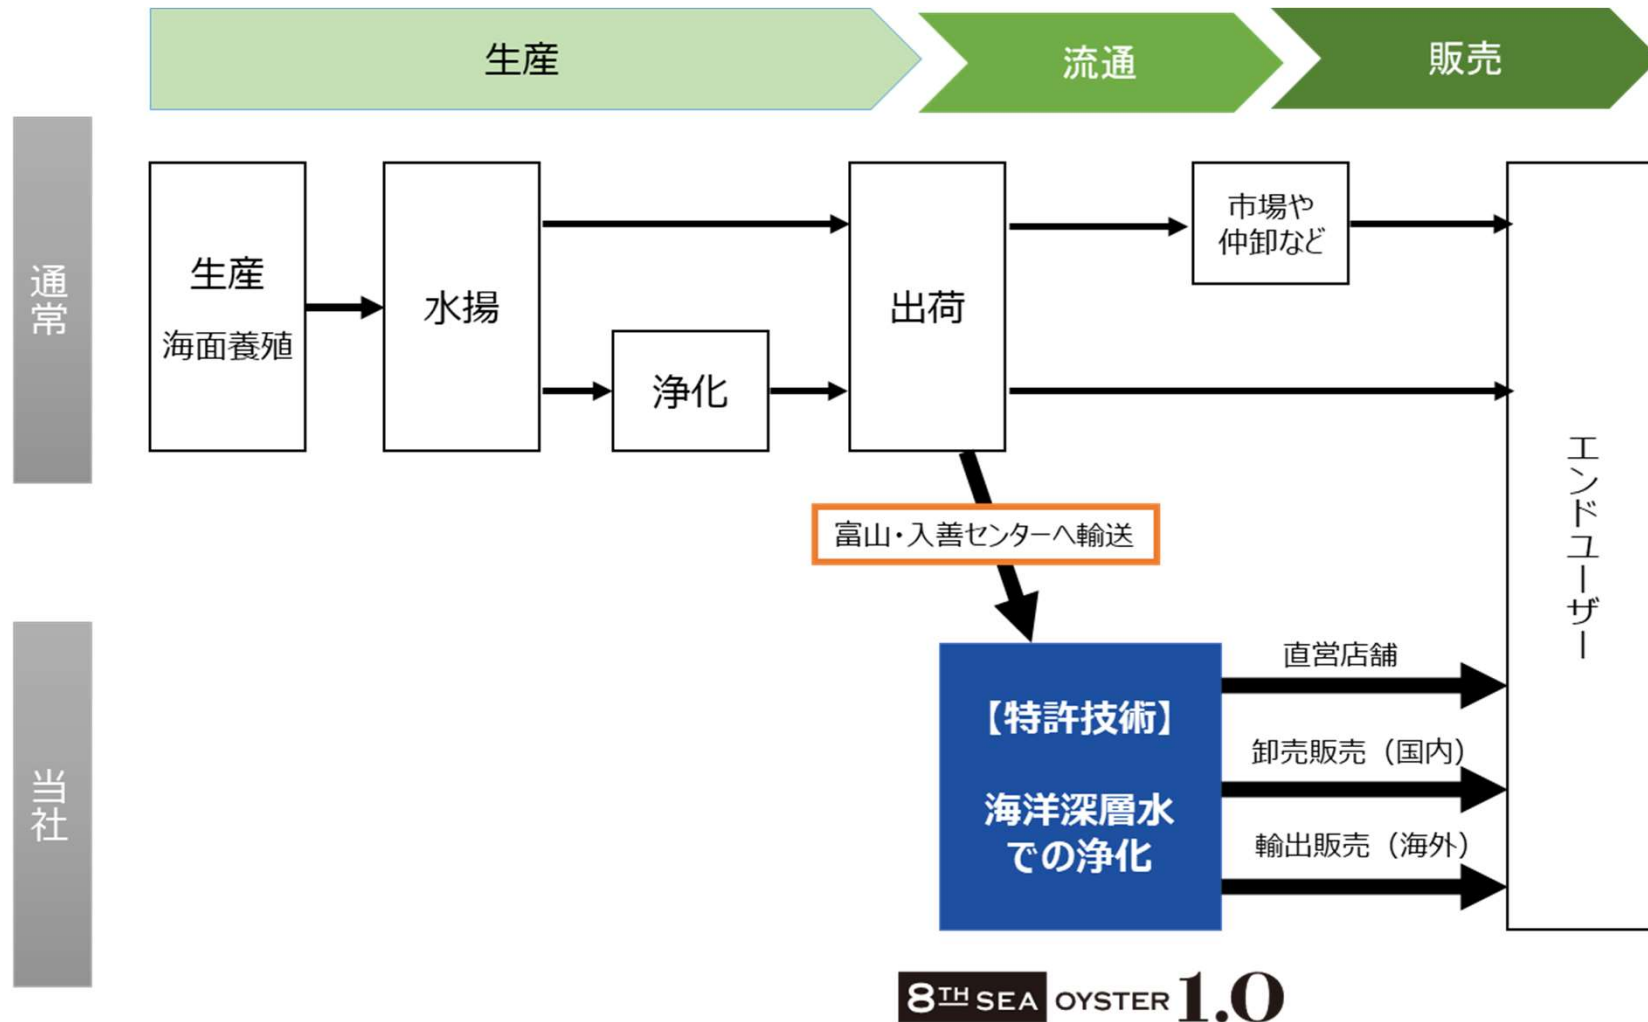 生産
流通
販売
通常
生産
海面養殖
水揚
浄化
出荷
市場や
仲卸など
エンドユーザー
富山・入善センターへ輸送
当社
【特許技術】
海洋深層水
での浄化
直営店舗
卸売販売（国内）
輸出販売（海外）
8TH SEA OYSTER 1.0